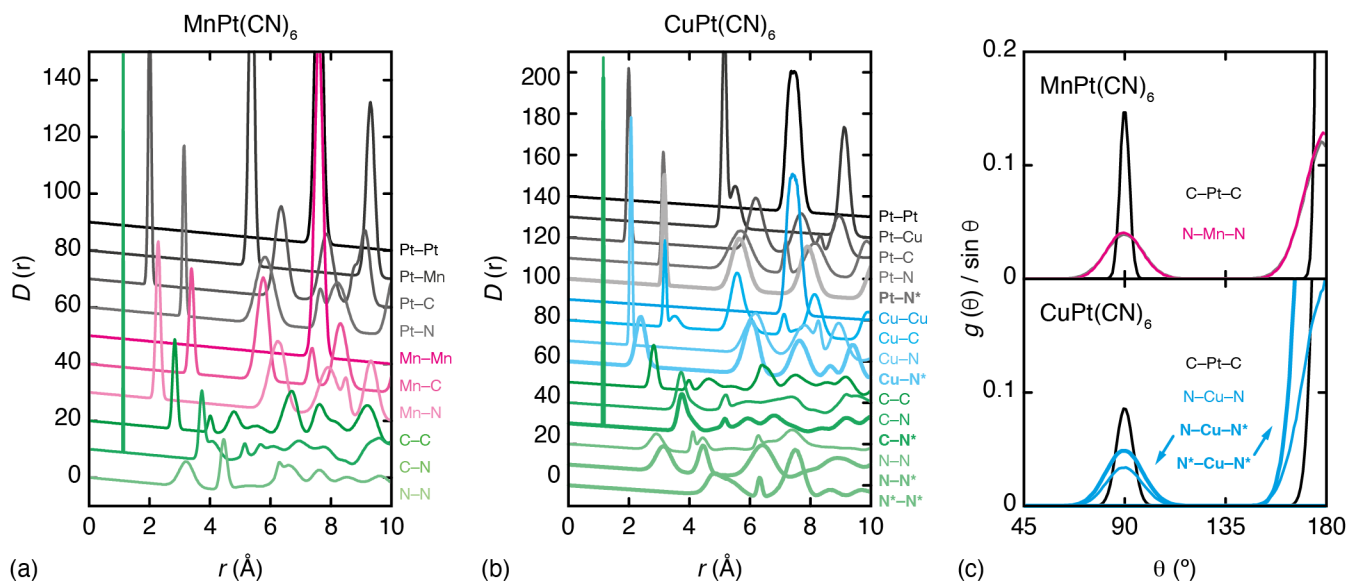 MnPt(CN)6
140
120
100
80
60
40
20
0
D (r)
0 2 4 6 8 10
r (Å)
Pt–Pt
Pt–Mn
Pt–C
Pt–N
Mn–Mn
Mn–C
Mn–N
C–C
C–N
N–N
(a)
CuPt(CN)6
200
180
160
140
120
100
80
60
40
20
0
D (r)
0 2 4 6 8 10
r (Å)
Pt–Pt
Pt–Cu
Pt–C
Pt–N
Pt–N*
Cu–Cu
Cu–C
Cu–N
Cu–N*
C–C
C–N
C–N*
N–N
N–N*
N*–N*
(b)
0.2
0.1
0
0.1
0
g (θ) / sin θ
MnPt(CN)6
C–Pt–C
N–Mn–N
CuPt(CN)6
C–Pt–C
N–Cu–N
N–Cu–N*
N*–Cu–N*
45 90 135 180
θ (º)
(c)